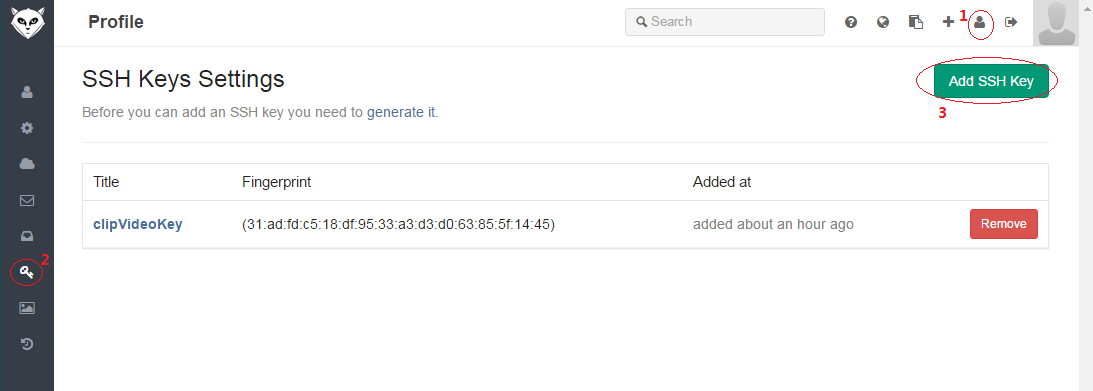 Profile
Search
1
SSH Keys Settings
Add SSH Key
Before you can add an SSH key you need to generate it.
3
Title Fingerprint Added at
clipVideoKey (31:ad:fd:c5:18:df:95:33:a3:d3:d0:63:85:5f:14:45) added about an hour ago Remove
2